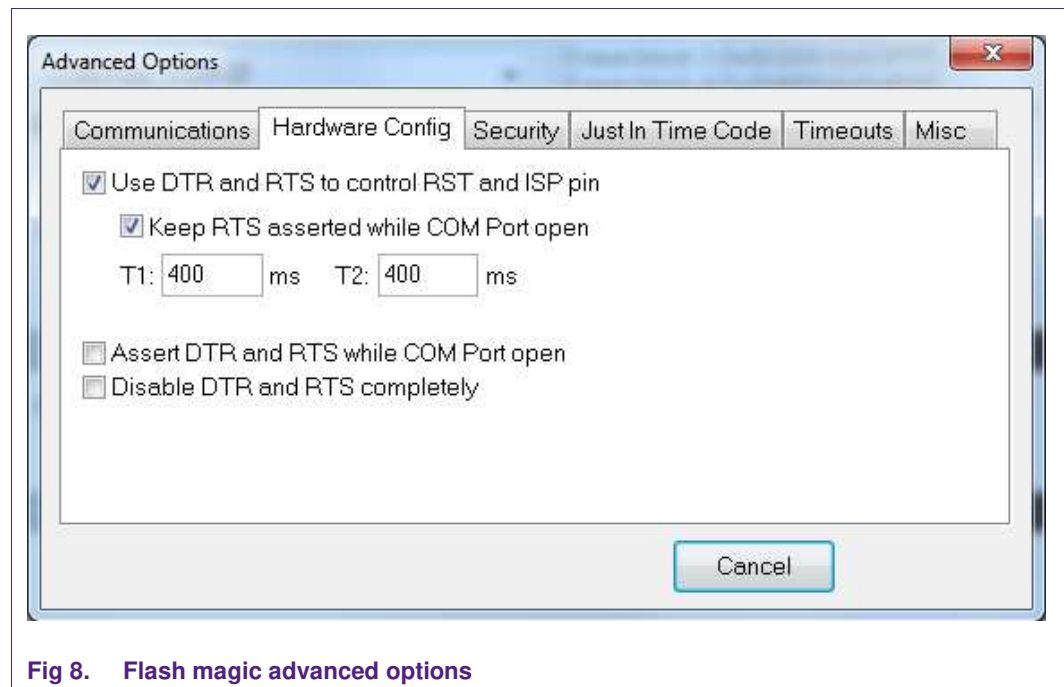 Advanced Options
Communications Hardware Config Security Just In Time Code Timeouts Misc
Use DTR and RTS to control RST and ISP pin
Keep RTS asserted while COM Port open
T1: 400 ms T2: 400 ms
Assert DTR and RTS while COM Port open
Disable DTR and RTS completely
Cancel
Fig 8. Flash magic advanced options